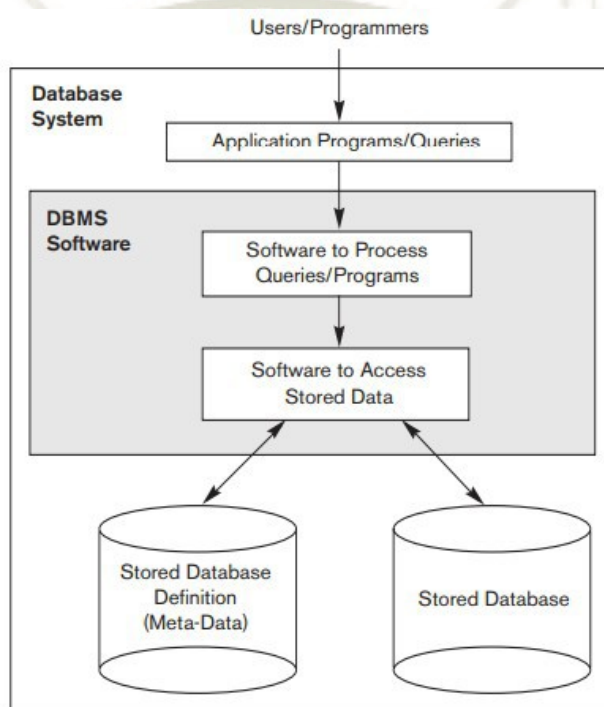 Users/Programmers
Database
System
Application Programs/Queries
DBMS
Software
Software to Process
Queries/Programs
Software to Access
Stored Data
Stored Database
Definition
(Meta-Data)
Stored Database